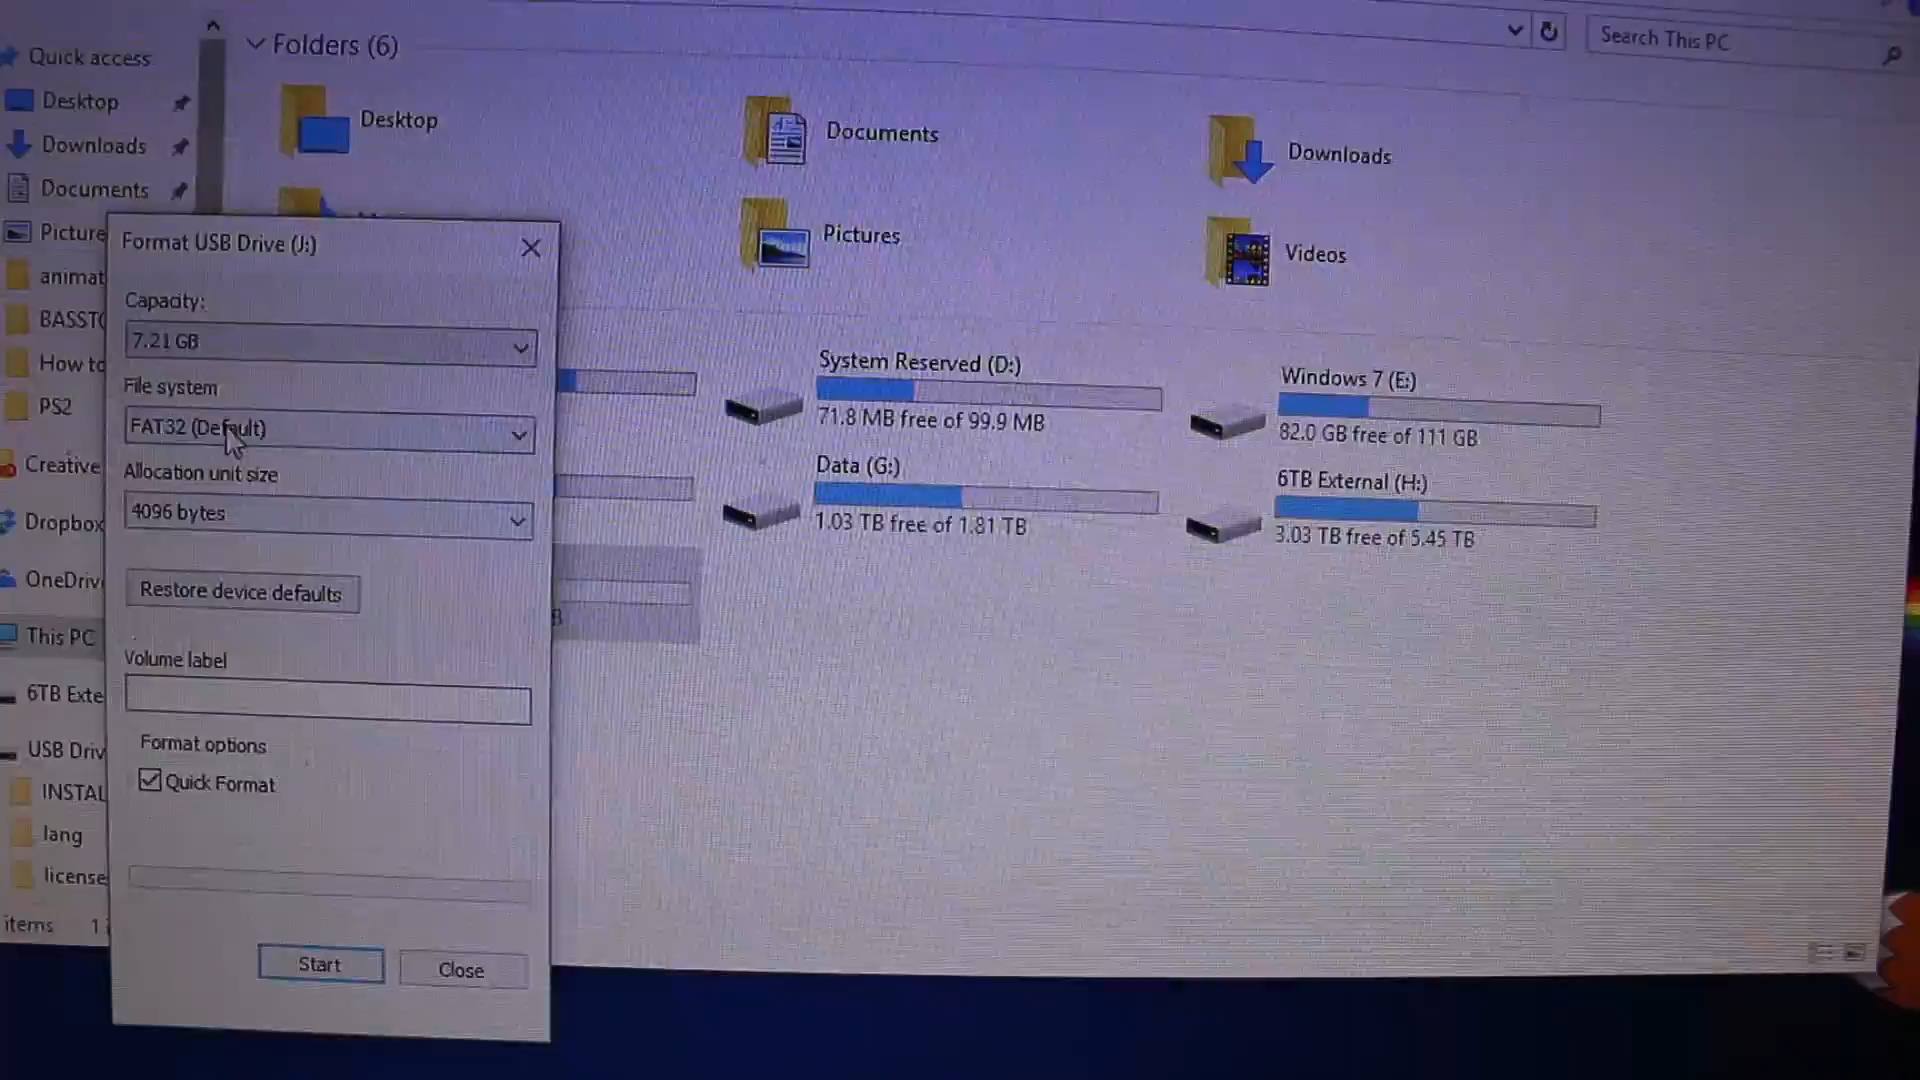 Search This PC
Quick access
Desktop
Downloads
Documents
Picture
animat
How to
PS2
Creative
Dropbox
This PC
6TB Exte
USB Driv
INSTAL
lang
license
items 1
Folders (6)
Desktop
Documents
Downloads
Pictures
Videos
System Reserved (D:)
71.8 MB free of 99.9 MB
Windows 7 (E:)
82.0 GB free of 111 GB
Data (G:)
1.03 TB free of 1.81 TB
6TB External (H:)
3.03 TB free of 5.45 TB
Format USB Drive (J:)
Capacity:
7.21 GB
File system
FAT32 (Default)
Allocation unit size
4096 bytes
Restore device defaults
Volume label
Format options
Quick Format
Start
Close